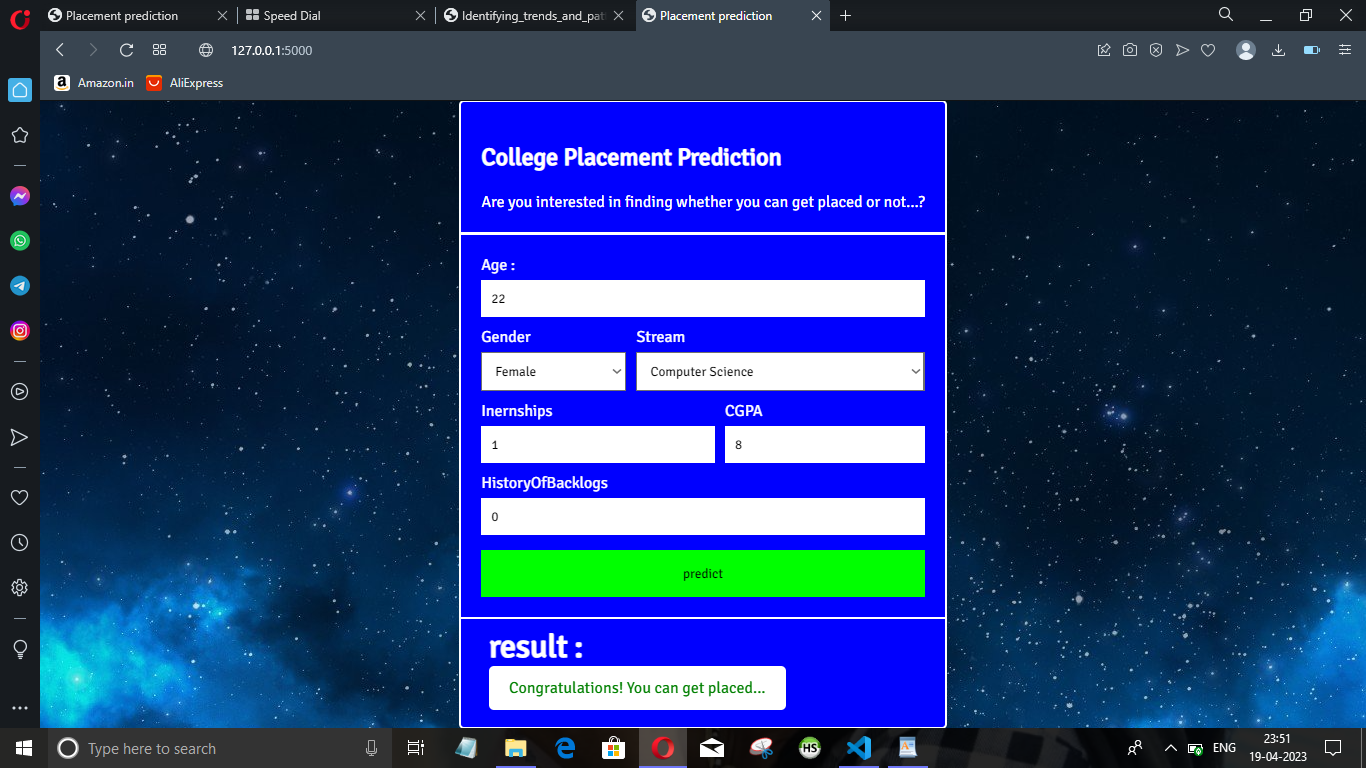 Placement prediction
Speed Dial
Identifying_trends_and_pat
Placement prediction
127.0.0.1:5000
a
Amazon.in
AliExpress
College Placement Prediction
Are you interested in finding whether you can get placed or not...?
Age :
22
Gender
Stream
Female
Computer Science
Inernships
CGPA
1
8
HistoryOfBacklogs
0
predict
result :
Congratulations! You can get placed...
Type here to search
HS
ENG
23:51
19-04-2023